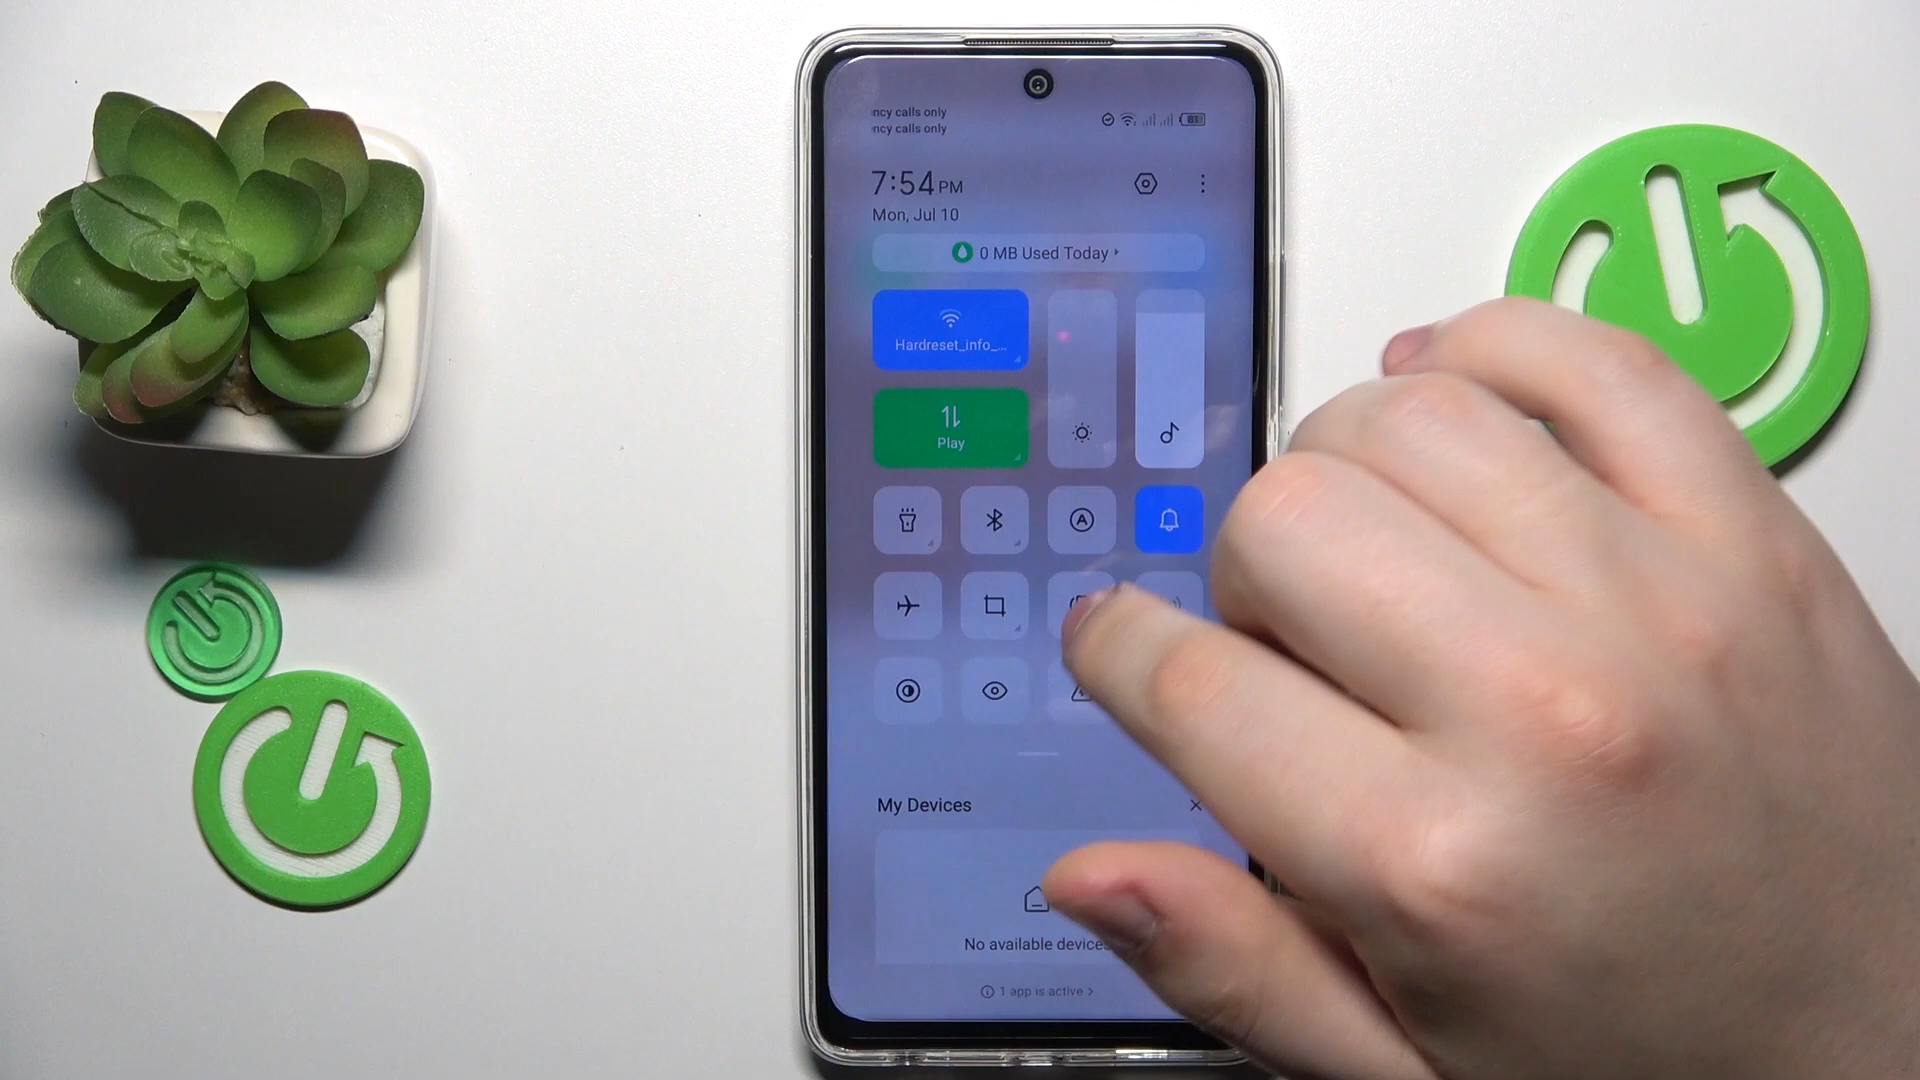 ncy calls only
ncy calls only
7:54 PM
Mon, Jul 10
0 MB Used Today
Hardreset_info_...
Play
A
My Devices
No available devices
1 app is active